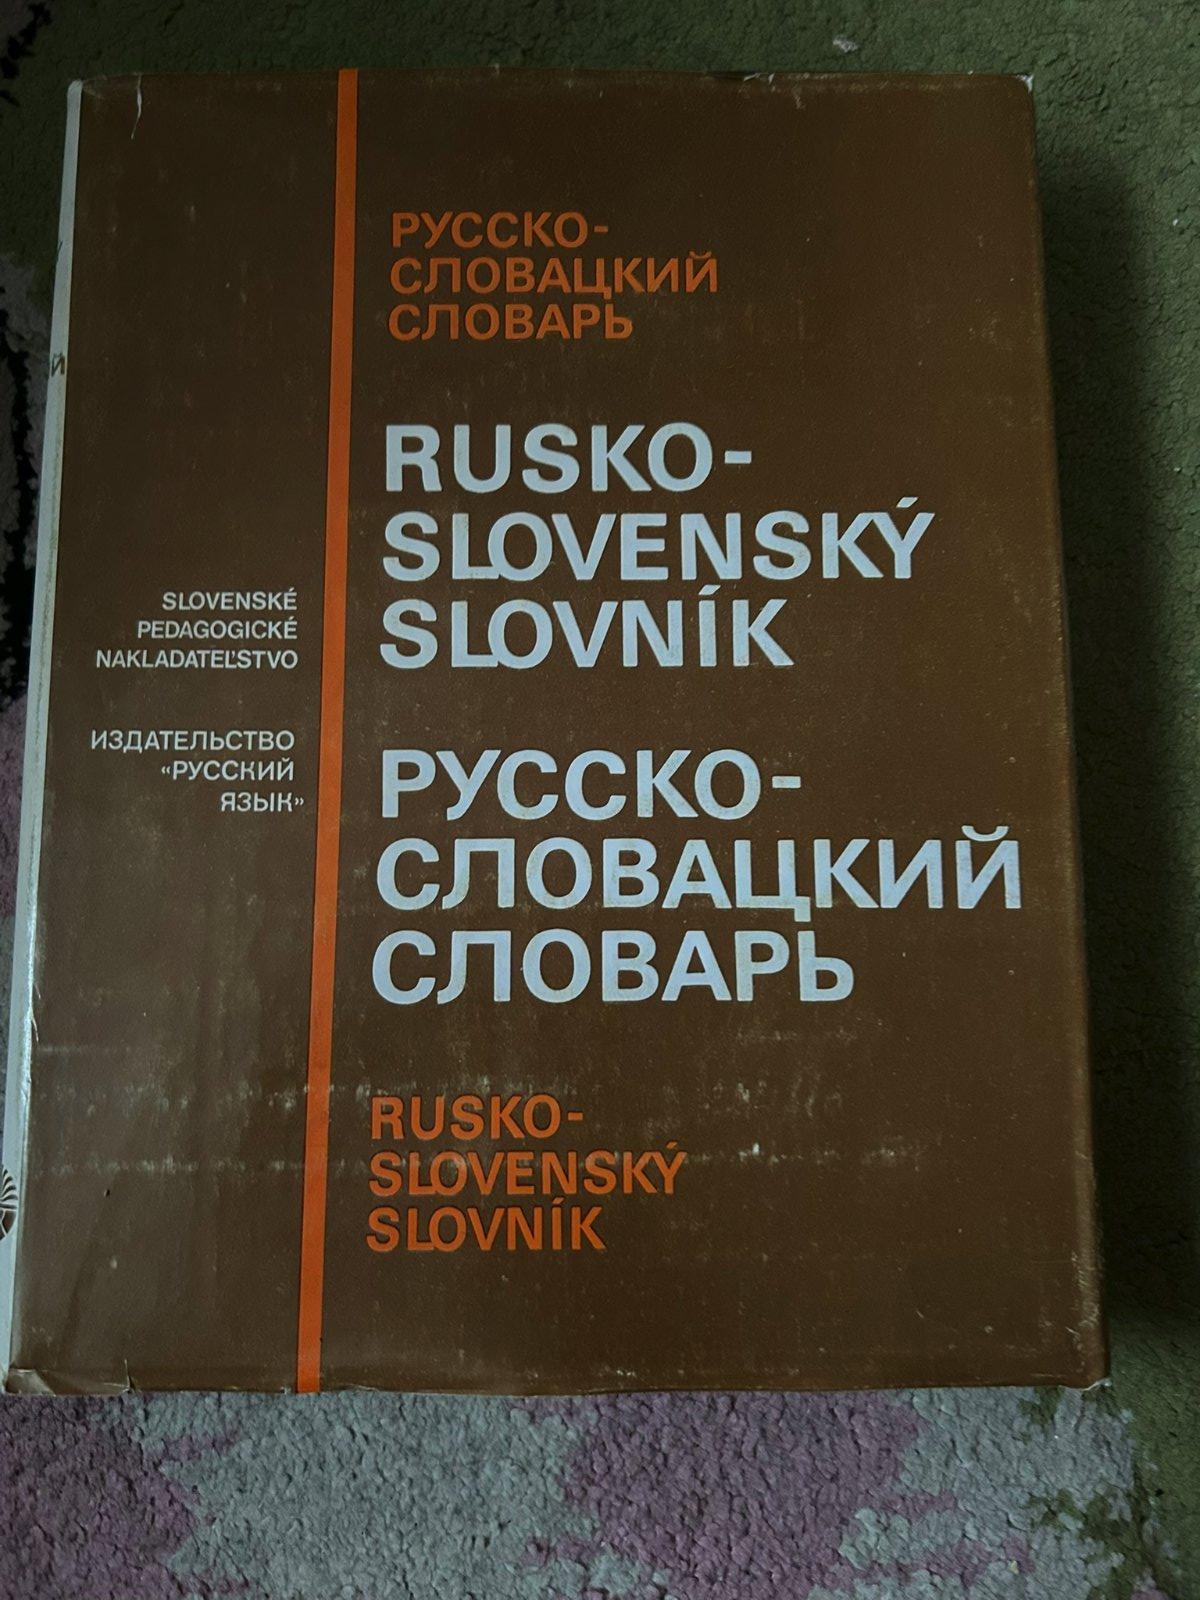 РУССКО-
СЛОВАЦКИЙ
СЛОВАРЬ
RUSKO-
SLOVENSKÝ
SLOVNÍK
SLOVENSKÉ
PEDAGOGICKÉ
NAKLADATEĽSTVO
ИЗДАТЕЛЬСТВО
«РУССКИЙ
ЯЗЫК»
РУССКО-
СЛОВАЦКИЙ
СЛОВАРЬ
RUSKO-
SLOVENSKÝ
SLOVNÍK